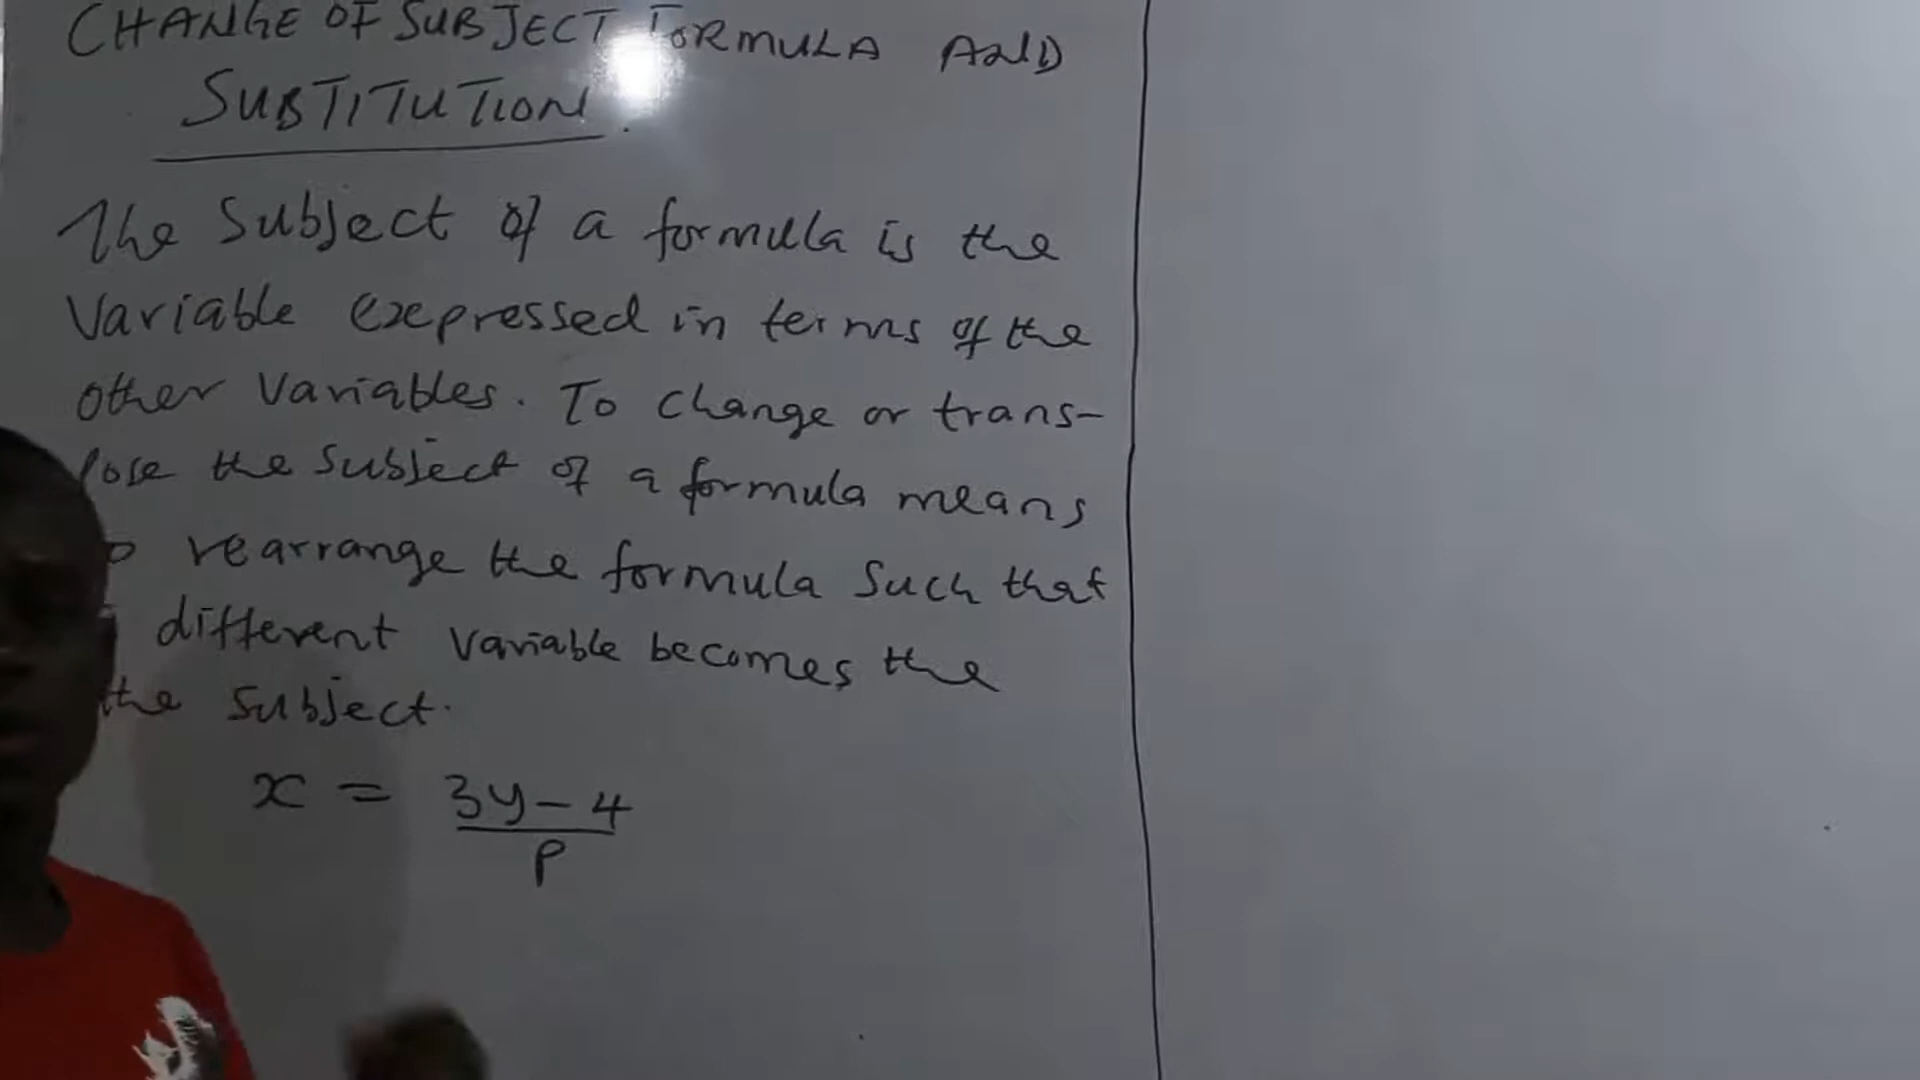 CHANGE OF SUBJECT FORMULA AND
SUBTITUTION.
The Subject of a formula is the
Variable expressed in terms of the
other Variables. To change or trans-
pose the subject of a formula means
rearrange the formula such that
different variable becomes the
the subject.
x = 3y - 4
P